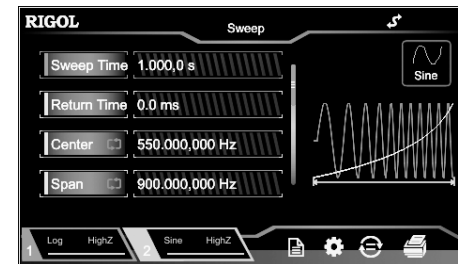 RIGOL
Sweep
Sine
Sweep Time 1.000,0 s
Return Time 0.0 ms
Center 550.000,000 Hz
Span 900.000,000 Hz
1 Log HighZ
2 Sine HighZ